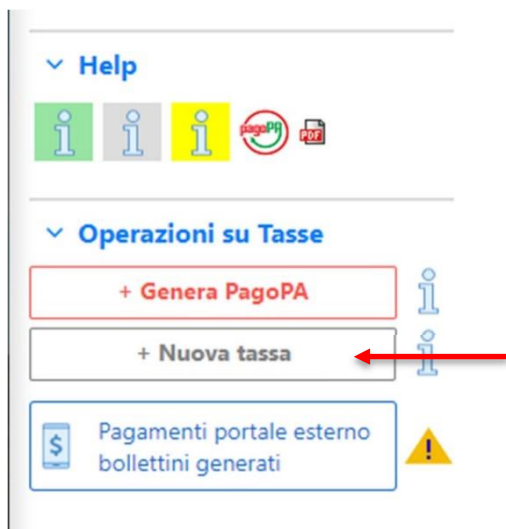 Help
i i i pagoPA PDF
Operazioni su Tasse
+ Genera PagoPA i
+ Nuova tassa i
$ Pagamenti portale esterno
bollettini generati !